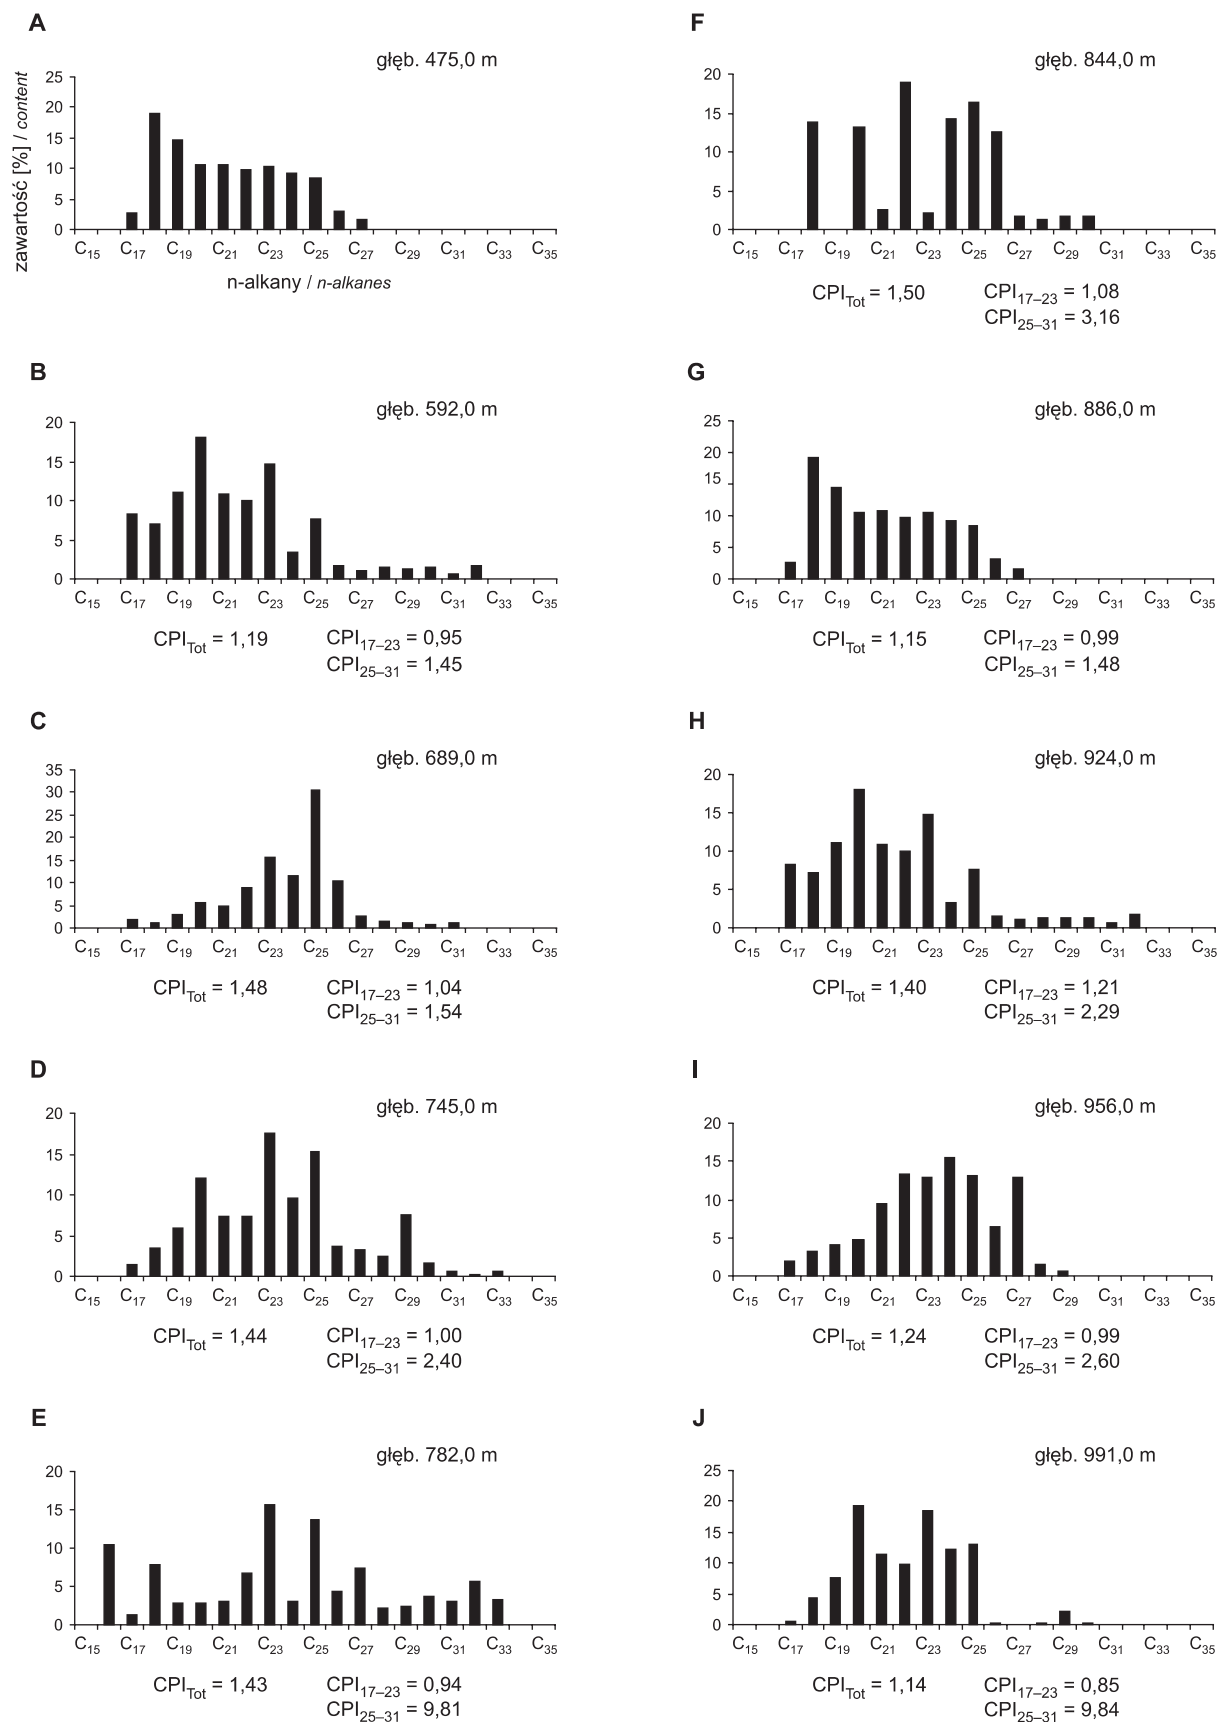 A
głęb. 475,0 m
zawartość [%] / content
25
20
15
10
5
0
C15 C17 C19 C21 C23 C25 C27 C29 C31 C33 C35
n-alkany / n-alkanes
B
głęb. 592,0 m
20
15
10
5
0
C15 C17 C19 C21 C23 C25 C27 C29 C31 C33 C35
CPITot = 1,19 CPI17–23 = 0,95
CPI25–31 = 1,45
C
głęb. 689,0 m
35
30
25
20
15
10
5
0
C15 C17 C19 C21 C23 C25 C27 C29 C31 C33 C35
CPITot = 1,48 CPI17–23 = 1,04
CPI25–31 = 1,54
D
głęb. 745,0 m
20
15
10
5
0
C15 C17 C19 C21 C23 C25 C27 C29 C31 C33 C35
CPITot = 1,44 CPI17–23 = 1,00
CPI25–31 = 2,40
E
głęb. 782,0 m
20
15
10
5
0
C15 C17 C19 C21 C23 C25 C27 C29 C31 C33 C35
CPITot = 1,43 CPI17–23 = 0,94
CPI25–31 = 9,81
F
głęb. 844,0 m
20
15
10
5
0
C15 C17 C19 C21 C23 C25 C27 C29 C31 C33 C35
CPITot = 1,50 CPI17–23 = 1,08
CPI25–31 = 3,16
G
głęb. 886,0 m
25
20
15
10
5
0
C15 C17 C19 C21 C23 C25 C27 C29 C31 C33 C35
CPITot = 1,15 CPI17–23 = 0,99
CPI25–31 = 1,48
H
głęb. 924,0 m
20
15
10
5
0
C15 C17 C19 C21 C23 C25 C27 C29 C31 C33 C35
CPITot = 1,40 CPI17–23 = 1,21
CPI25–31 = 2,29
I
głęb. 956,0 m
20
15
10
5
0
C15 C17 C19 C21 C23 C25 C27 C29 C31 C33 C35
CPITot = 1,24 CPI17–23 = 0,99
CPI25–31 = 2,60
J
głęb. 991,0 m
25
20
15
10
5
0
C15 C17 C19 C21 C23 C25 C27 C29 C31 C33 C35
CPITot = 1,14 CPI17–23 = 0,85
CPI25–31 = 9,84